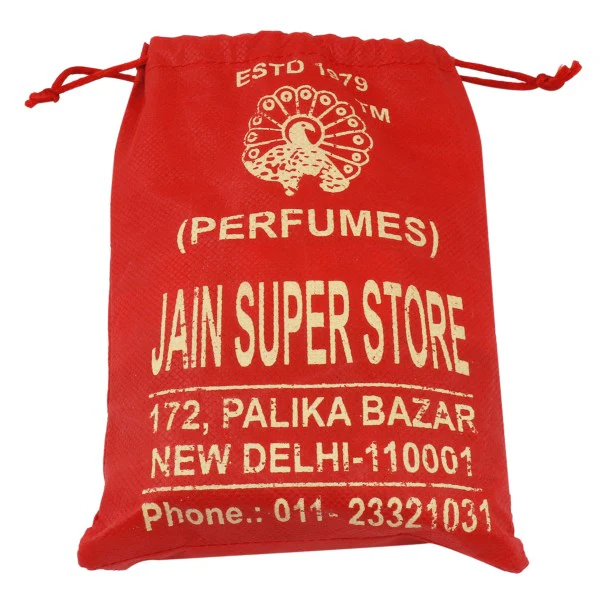 ESTD 1979
TM
(PERFUMES)
JAIN SUPER STORE
172, PALIKA BAZAR
NEW DELHI-110001
Phone.: 011- 23321031